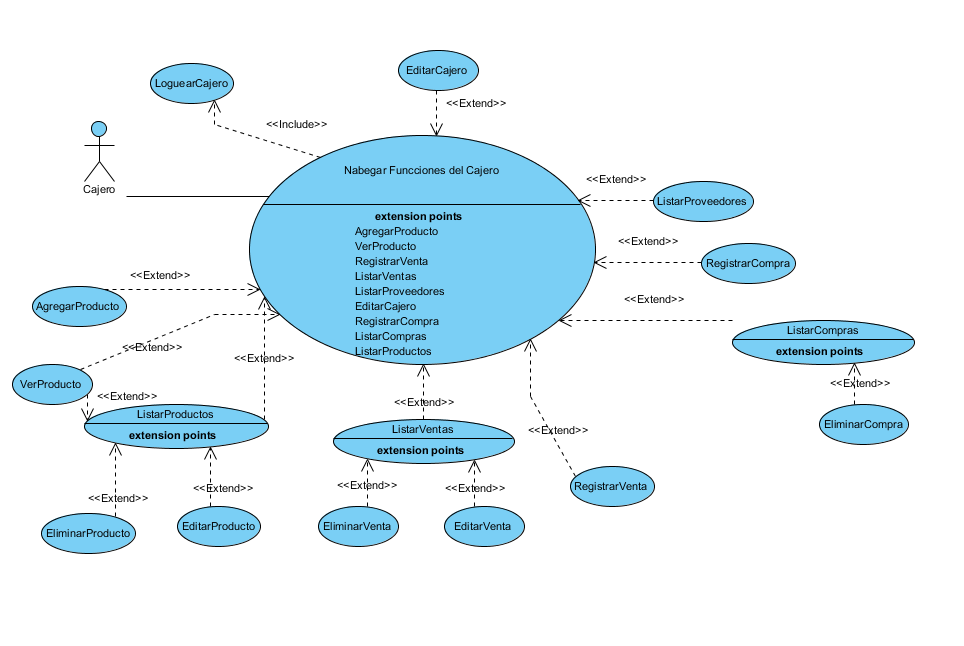 EditarCajero
LoguearCajero
<<Extend>>
<<Include>>
Cajero
Nabegar Funcciones del Cajero
<<Extend>>
ListarProveedores
extension points
AgregarProducto
VerProducto
RegistrarVenta
ListarVentas
ListarProveedores
EditarCajero
RegistrarCompra
ListarCompras
ListarProductos
<<Extend>>
RegistrarCompra
<<Extend>>
AgregarProducto
<<Extend>>
ListarCompras
extension points
<<Extend>>
<<Extend>>
VerProducto
<<Extend>>
<<Extend>>
EliminarCompra
<<Extend>>
ListarProductos
extension points
<<Extend>>
ListarVentas
extension points
<<Extend>>
RegistrarVenta
<<Extend>>
<<Extend>>
<<Extend>>
<<Extend>>
EliminarProducto
EditarProducto
EliminarVenta
EditarVenta